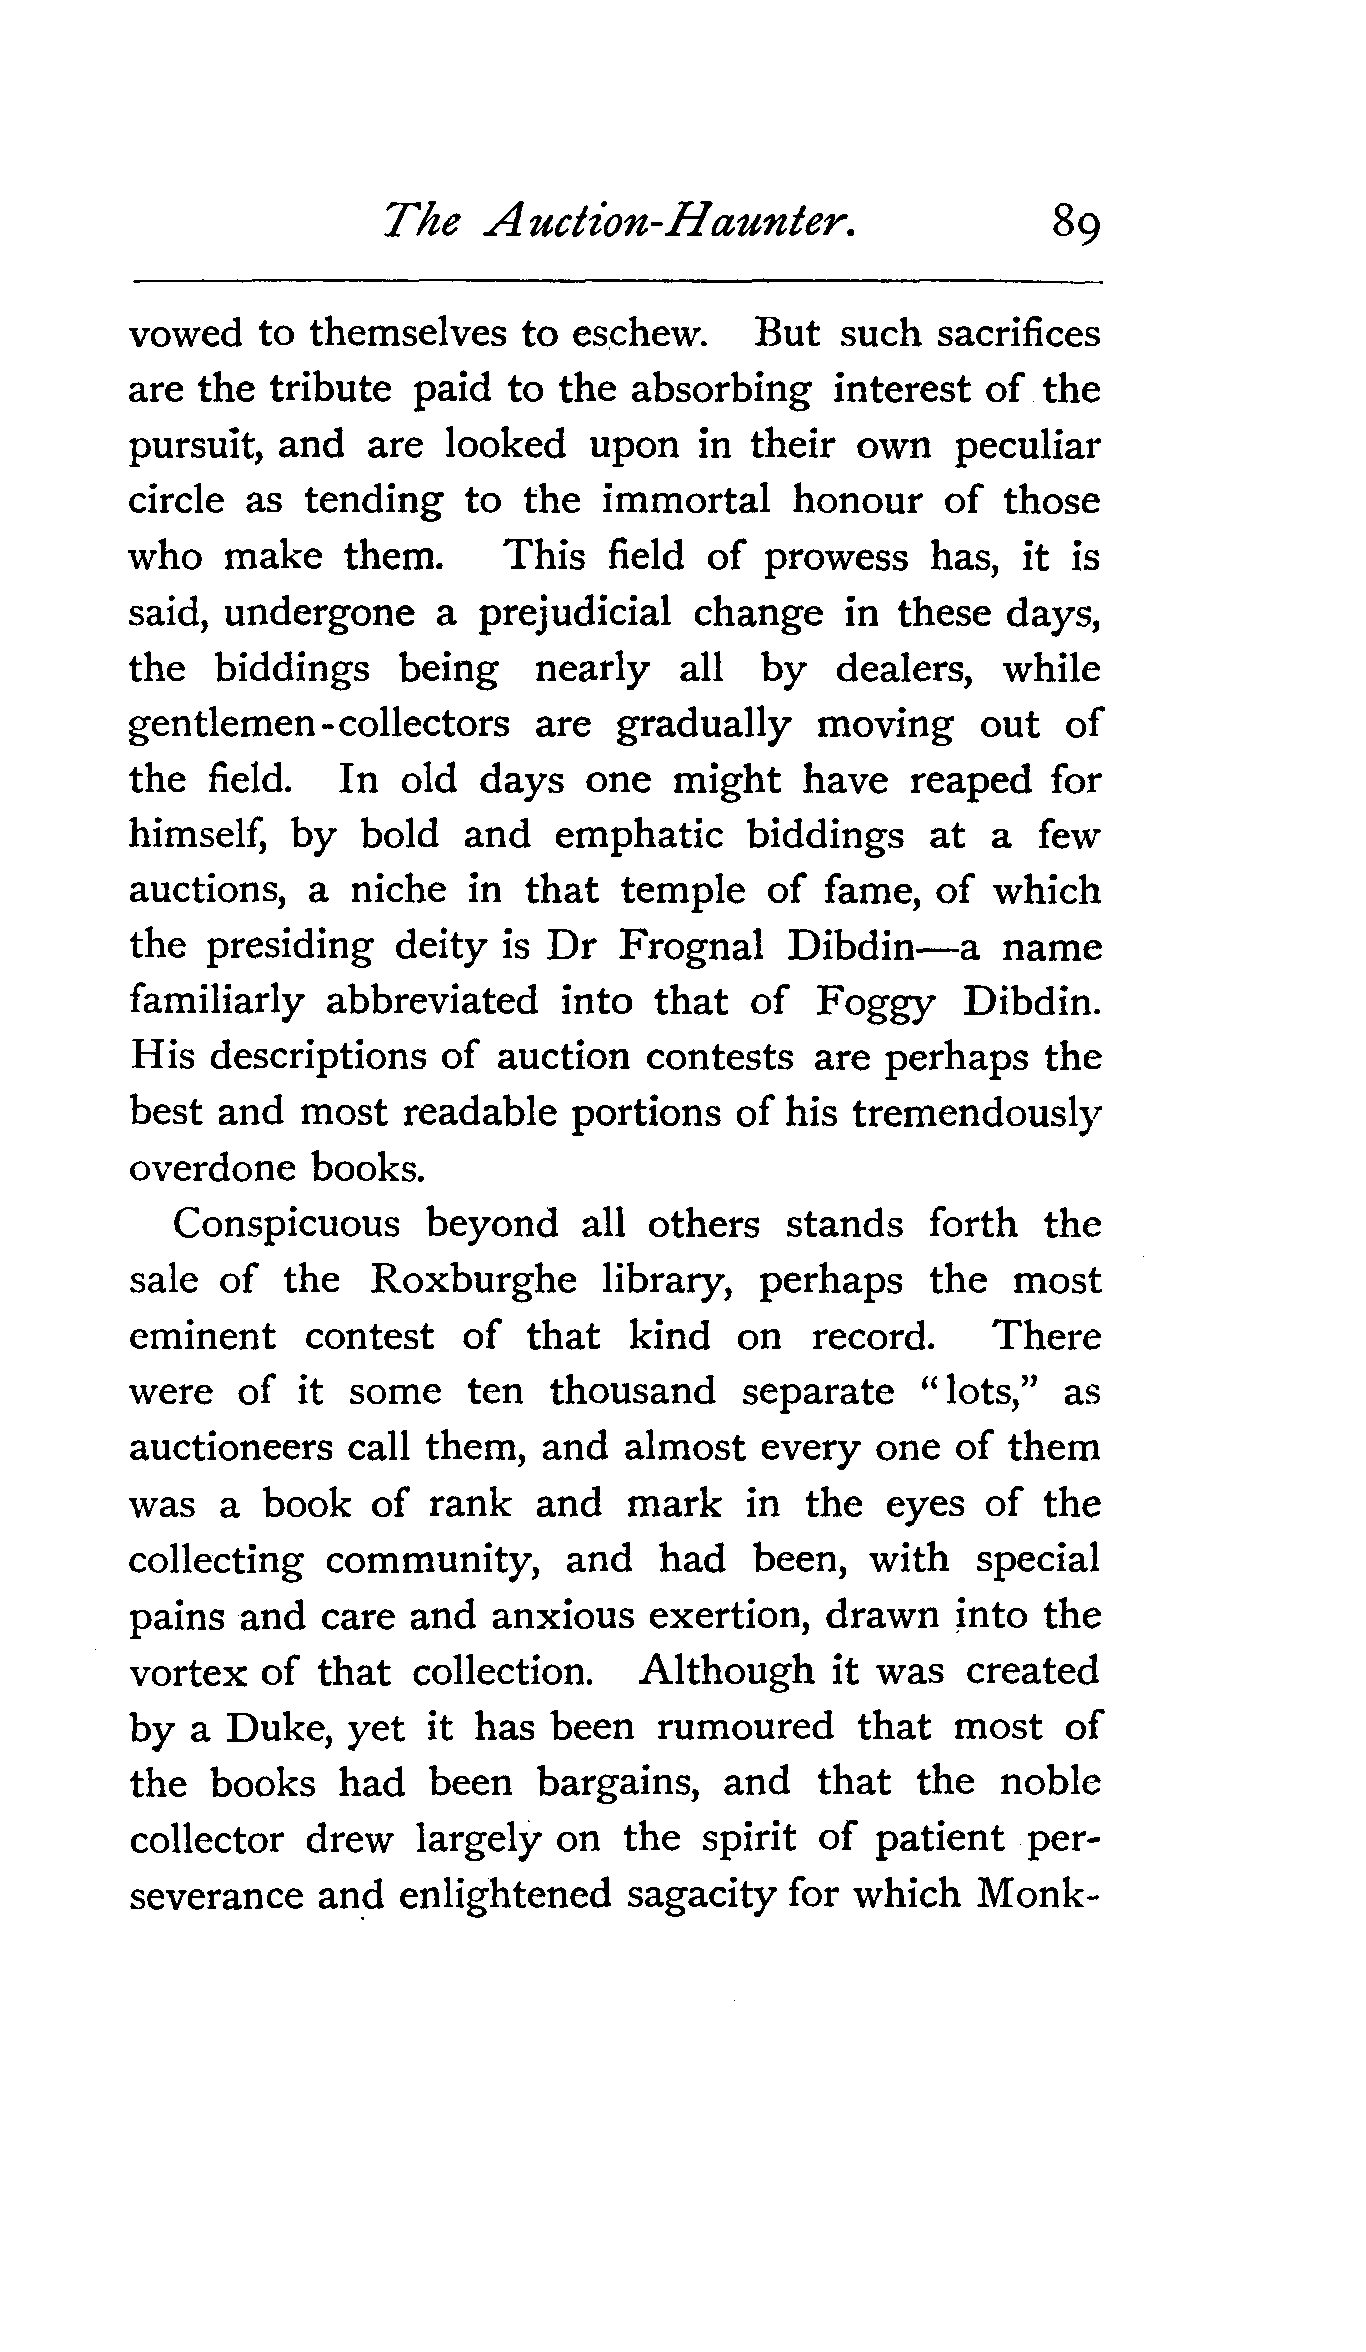 The Auction-Haunter. 89
vowed to themselves to eschew. But such sacrifices
are the tribute paid to the absorbing interest of the
pursuit, and are looked upon in their own peculiar
circle as tending to the immortal honour of those
who make them. This field of prowess has, it is
said, undergone a prejudicial change in these days,
the biddings being nearly all by dealers, while
gentlemen-collectors are gradually moving out of
the field. In old days one might have reaped for
himself, by bold and emphatic biddings at a few
auctions, a niche in that temple of fame, of which
the presiding deity is Dr Frognal Dibdin—a name
familiarly abbreviated into that of Foggy Dibdin.
His descriptions of auction contests are perhaps the
best and most readable portions of his tremendously
overdone books.
Conspicuous beyond all others stands forth the
sale of the Roxburghe library, perhaps the most
eminent contest of that kind on record. There
were of it some ten thousand separate "lots," as
auctioneers call them, and almost every one of them
was a book of rank and mark in the eyes of the
collecting community, and had been, with special
pains and care and anxious exertion, drawn into the
vortex of that collection. Although it was created
by a Duke, yet it has been rumoured that most of
the books had been bargains, and that the noble
collector drew largely on the spirit of patient per-
severance and enlightened sagacity for which Monk-